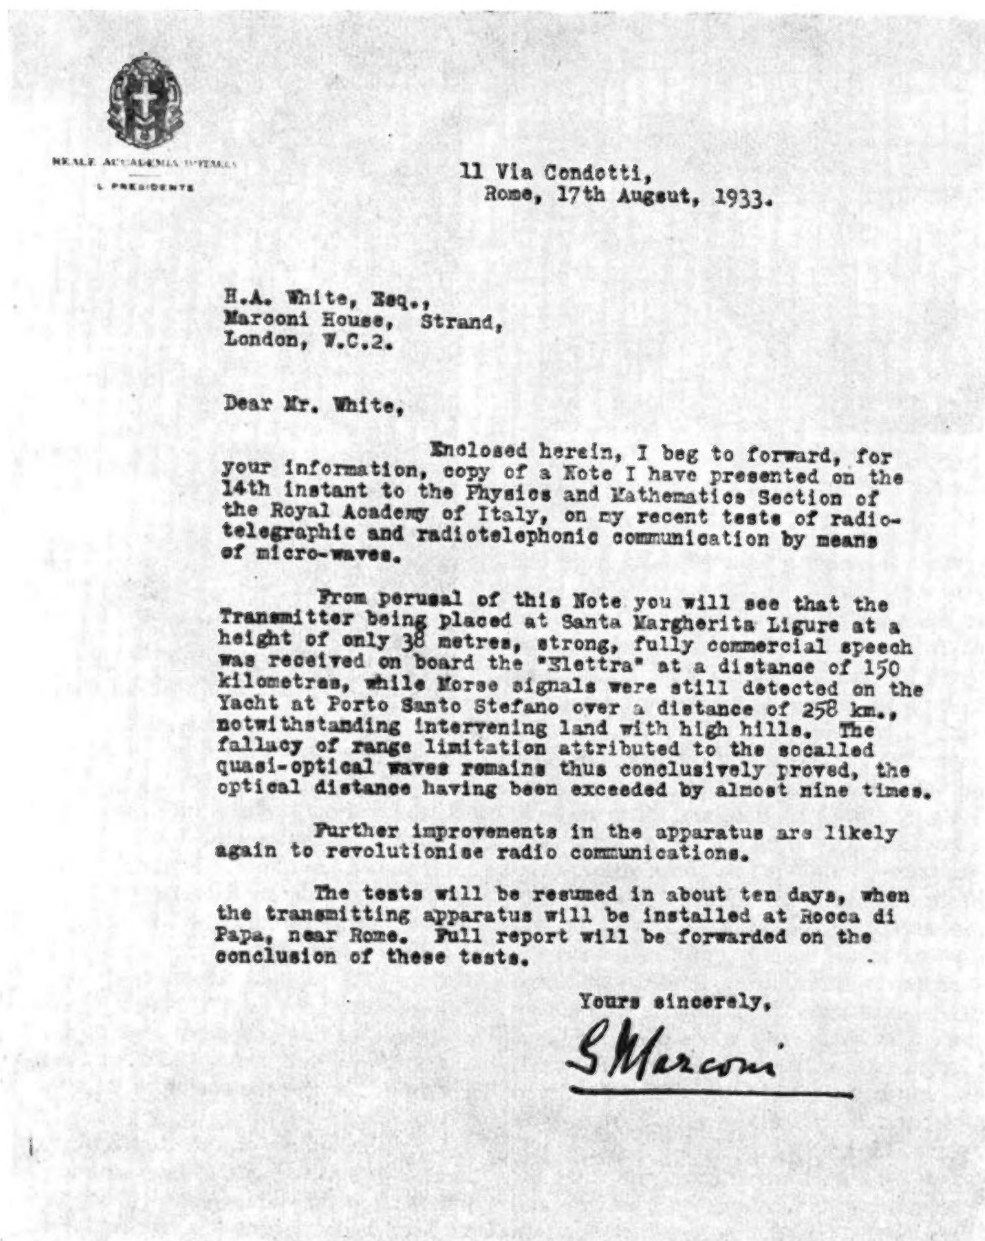 REALE ACCADEMIA D'ITALIA
IL PRESIDENTE
11 Via Condotti,
Rome, 17th Augsut, 1933.
H.A. White, Esq.,
Marconi House, Strand,
London, W.C.2.
Dear Mr. White,
Enclosed herein, I beg to forward, for
your information, copy of a Note I have presented on the
14th instant to the Physics and Mathematics Section of
the Royal Academy of Italy, on my recent tests of radio-
telegraphic and radiotelephonic communication by means
of micro-waves.
From perusal of this Note you will see that the
Transmitter being placed at Santa Margherita Ligure at a
height of only 38 metres, strong, fully commercial speech
was received on board the "Elettra" at a distance of 150
kilometres, while Morse signals were still detected on the
Yacht at Porto Santo Stefano over a distance of 258 km.,
notwithstanding intervening land with high hills. The
fallacy of range limitation attributed to the socalled
quasi-optical waves remains thus conclusively proved, the
optical distance having been exceeded by almost nine times.
Further improvements in the apparatus are likely
again to revolutionise radio communications.
The tests will be resumed in about ten days, when
the transmitting apparatus will be installed at Rocca di
Papa, near Rome. Full report will be forwarded on the
conclusion of these tests.
Yours sincerely,
G Marconi